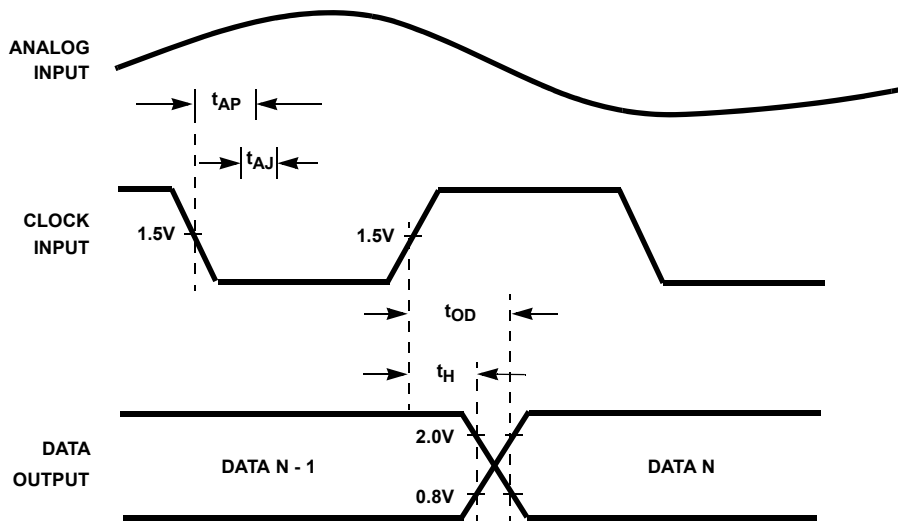 ANALOG
INPUT
tAP
tAJ
CLOCK
INPUT
1.5V
1.5V
tOD
tH
DATA
OUTPUT
2.0V
0.8V
DATA N - 1
DATA N